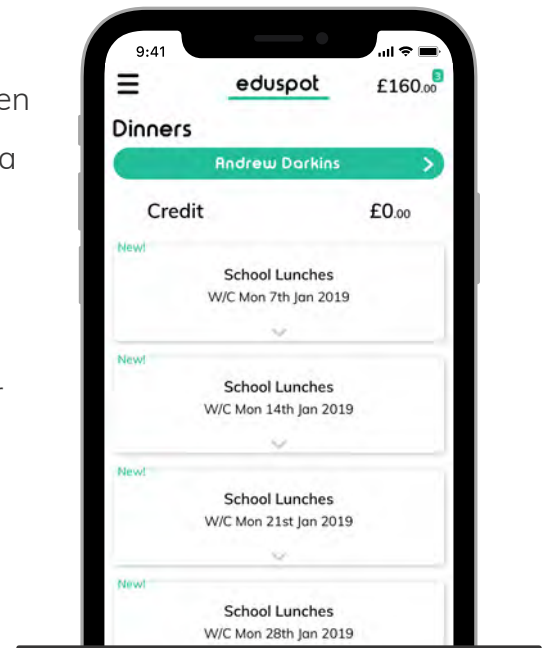 en
a
9:41
eduspot £160.00 3
Dinners
Andrew Darkins
Credit £0.00
New!
School Lunches
W/C Mon 7th Jan 2019
New!
School Lunches
W/C Mon 14th Jan 2019
New!
School Lunches
W/C Mon 21st Jan 2019
New!
School Lunches
W/C Mon 28th Jan 2019